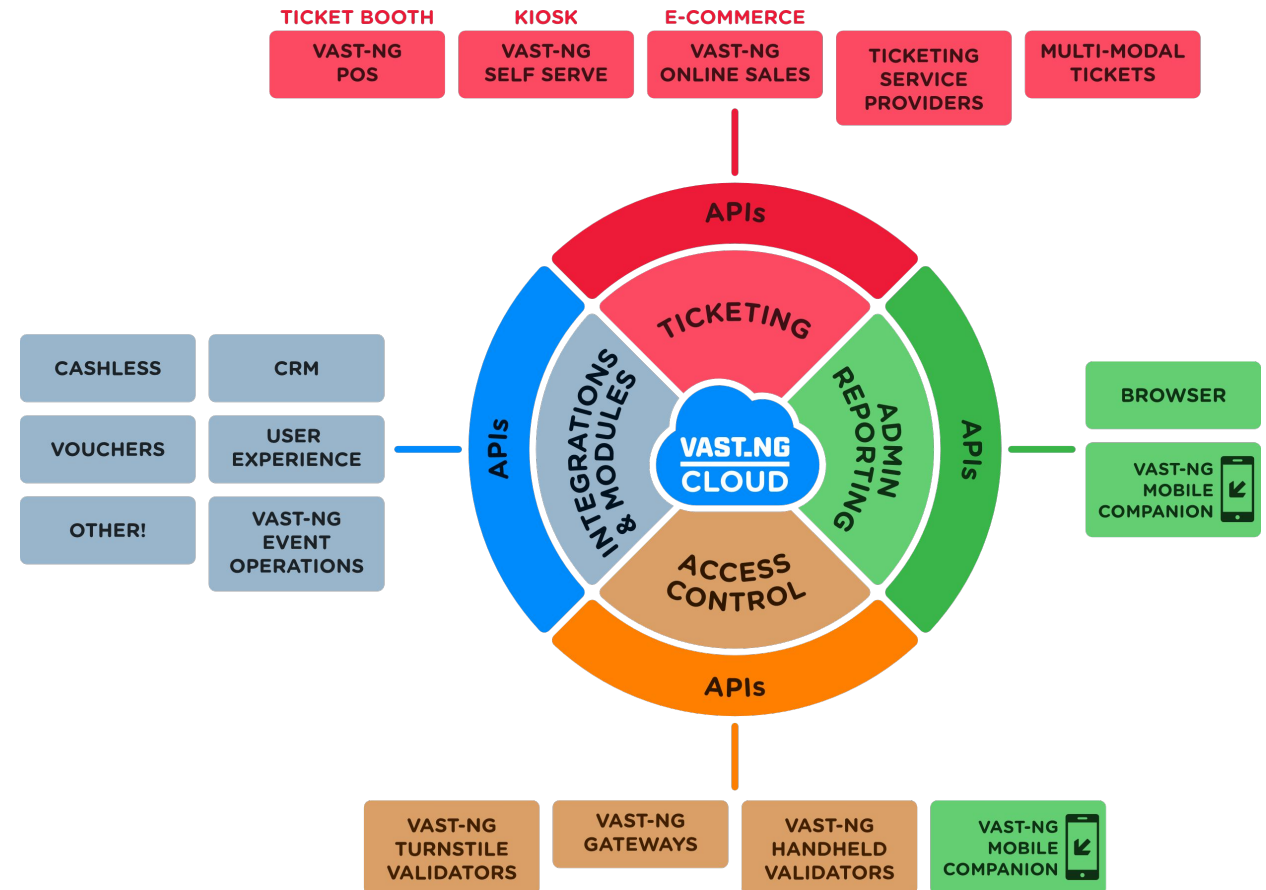 TICKET BOOTH
KIOSK
E-COMMERCE
VAST-NG
POS
VAST-NG
SELF SERVE
VAST-NG
ONLINE SALES
TICKETING
SERVICE
PROVIDERS
MULTI-MODAL
TICKETS
APIs
TICKETING
CASHLESS
CRM
VOUCHERS
USER
EXPERIENCE
OTHER!
VAST-NG
EVENT
OPERATIONS
APIs
INTEGRATIONS
& MODULES
VAST-NG
CLOUD
ADMIN
REPORTING
APIs
BROWSER
VAST-NG
MOBILE
COMPANION
ACCESS
CONTROL
APIs
VAST-NG
TURNSTILE
VALIDATORS
VAST-NG
GATEWAYS
VAST-NG
HANDHELD
VALIDATORS
VAST-NG
MOBILE
COMPANION